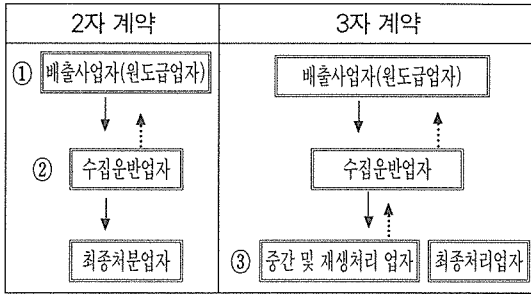 2자 계약 3자 계약
① 배출사업자(원도급업자) 배출사업자(원도급업자)
② 수집운반업자 수집운반업자
최종처분업자 ③ 중간 및 재생처리 업자 최종처리업자